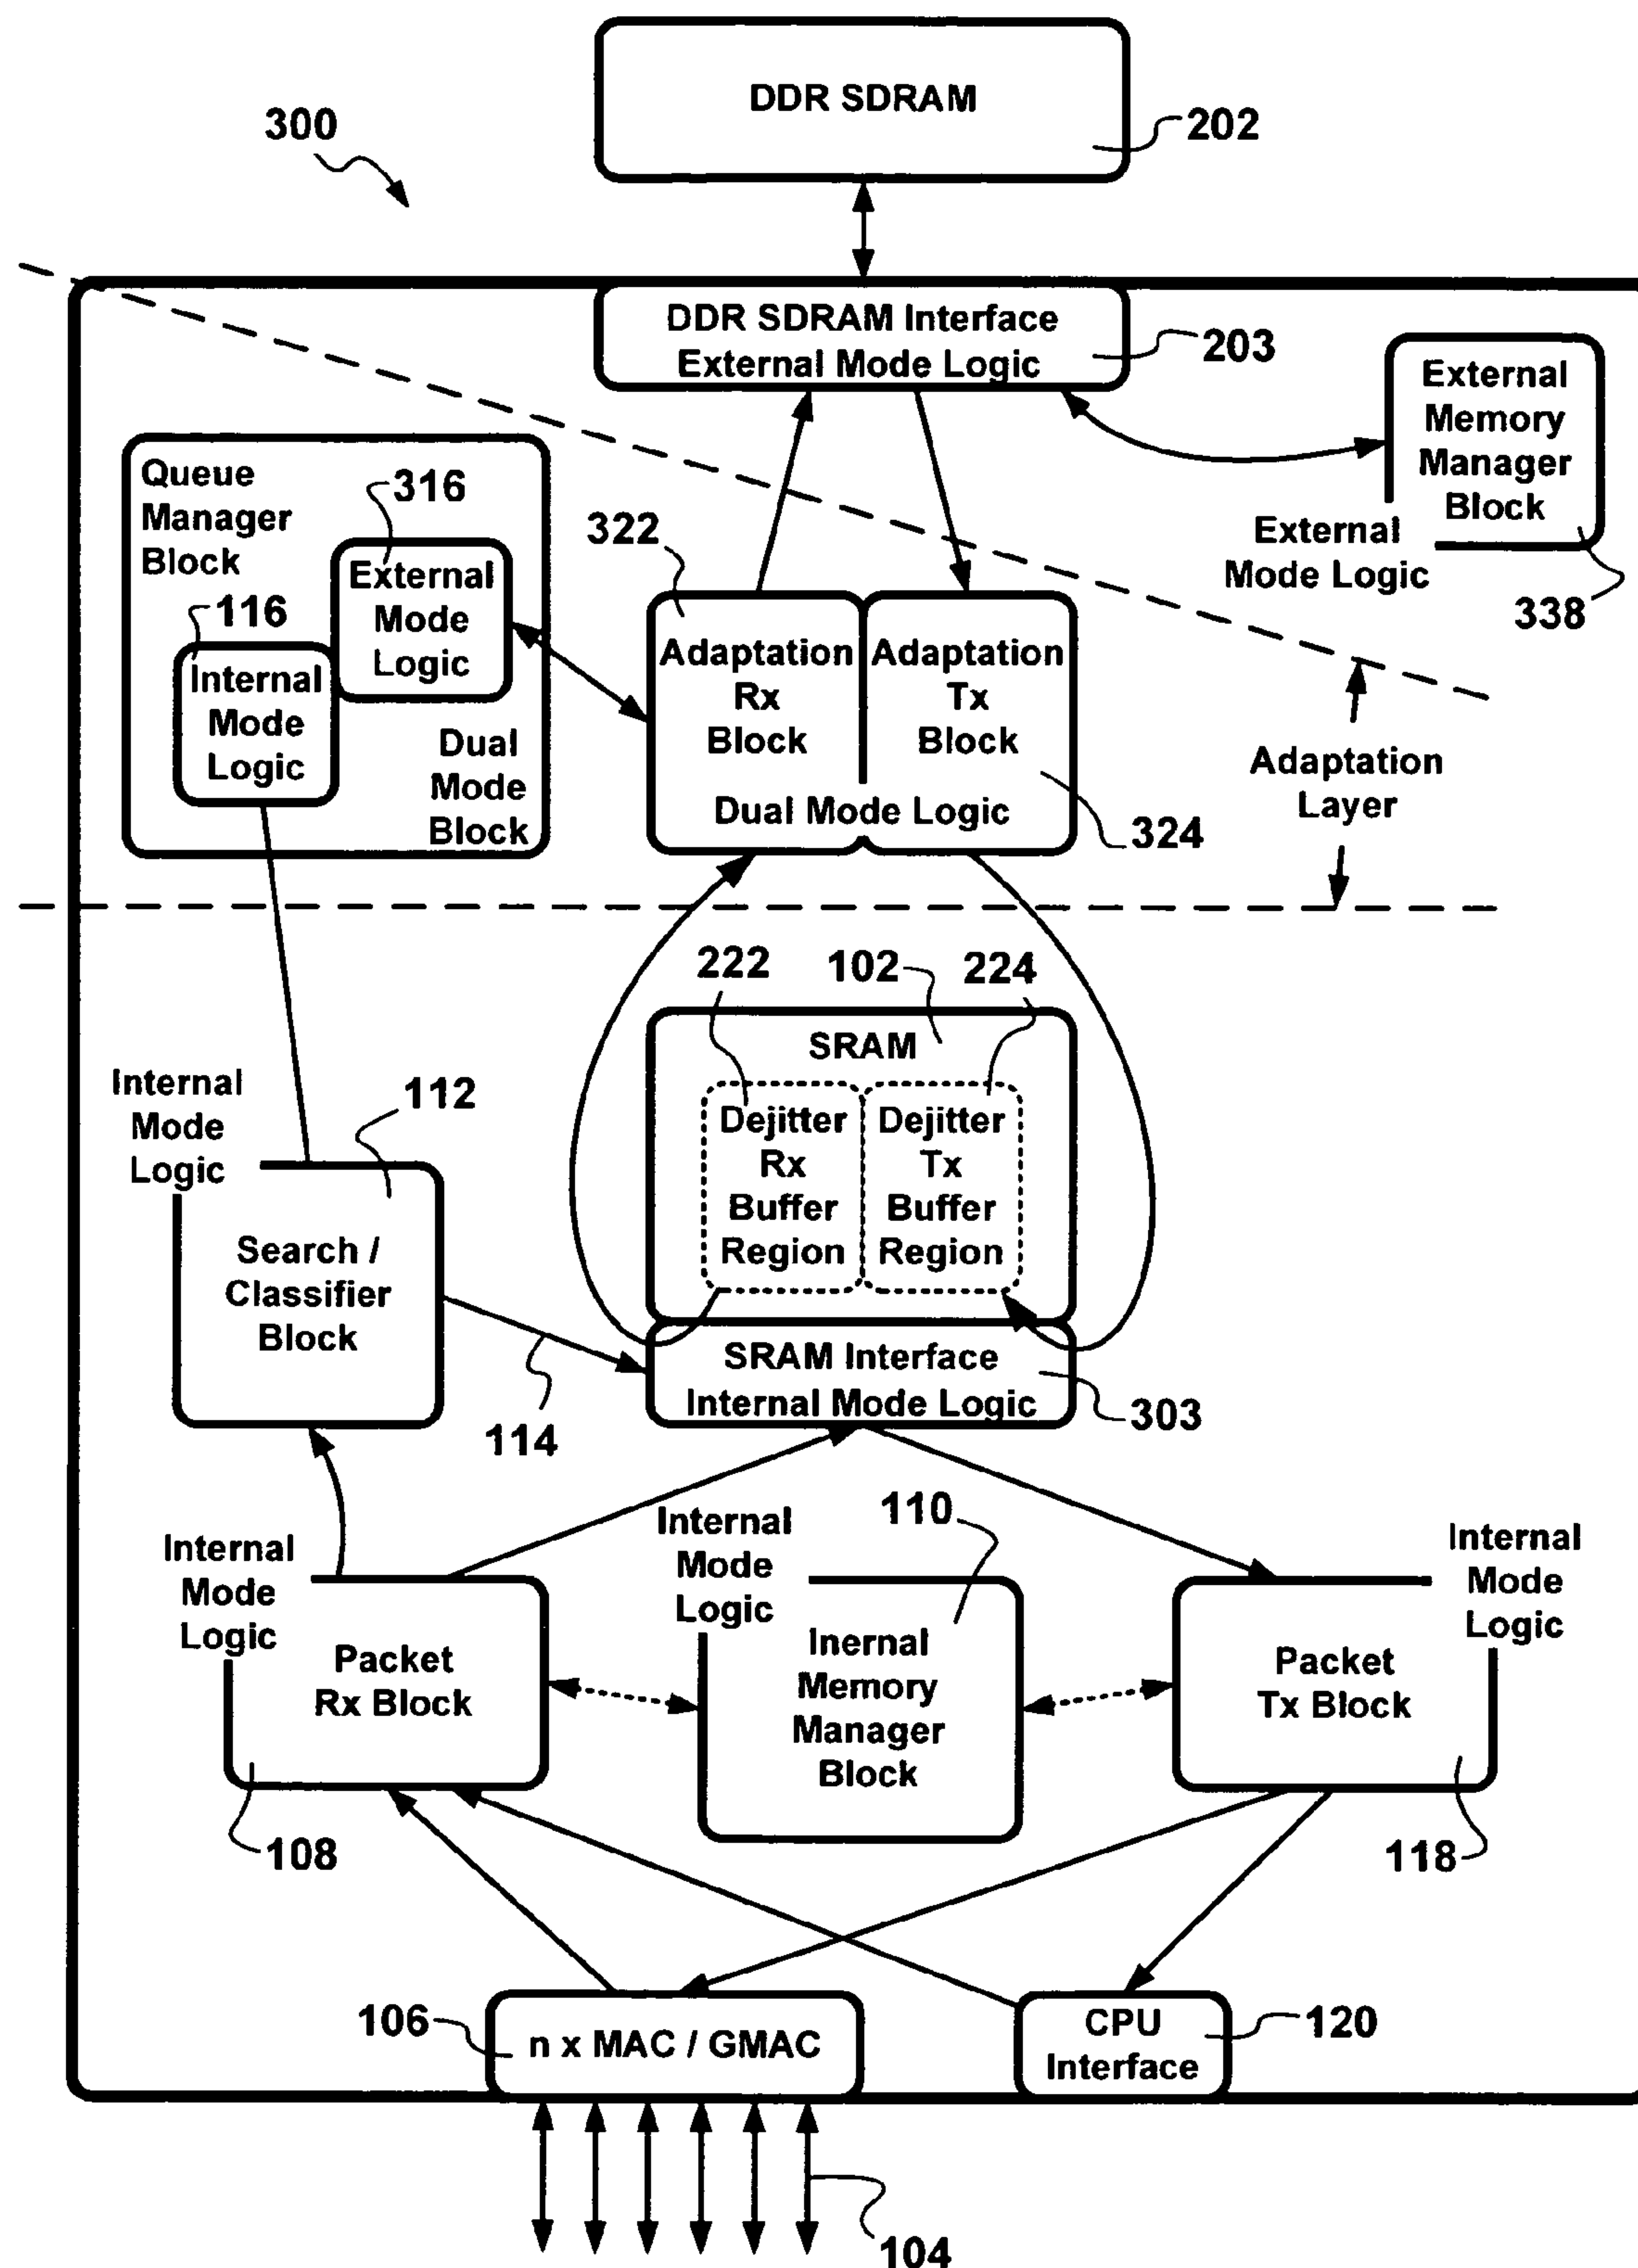 DDR SDRAM
202
300
DDR SDRAM Interface
External Mode Logic
203
External
Memory
Manager
Block
External
Mode Logic
338
Queue
Manager
Block
316
External
Mode
Logic
116
Internal
Mode
Logic
Dual
Mode
Block
322
Adaptation
Rx
Block
Adaptation
Tx
Block
Dual Mode Logic
324
Adaptation
Layer
222
102
224
SRAM
Dejitter
Rx
Buffer
Region
Dejitter
Tx
Buffer
Region
Internal
Mode
Logic
112
Search /
Classifier
Block
114
SRAM Interface
Internal Mode Logic
303
Internal
Mode
Logic
Packet
Rx Block
108
Internal
Mode
Logic
110
Inernal
Memory
Manager
Block
Internal
Mode
Logic
Packet
Tx Block
118
106
n x MAC / GMAC
CPU
Interface
120
104